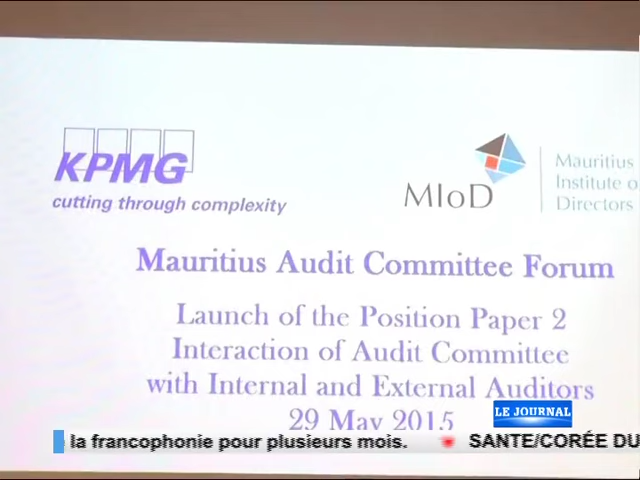 KPMG
cutting through complexity
MIoD
Mauritius
Institute o
Directors
Mauritius Audit Committee Forum
Launch of the Position Paper 2
Interaction of Audit Committee
with Internal and External Auditors
29 May 2015
LE JOURNAL
la francophonie pour plusieurs mois.
SANTE/CORÉE DU